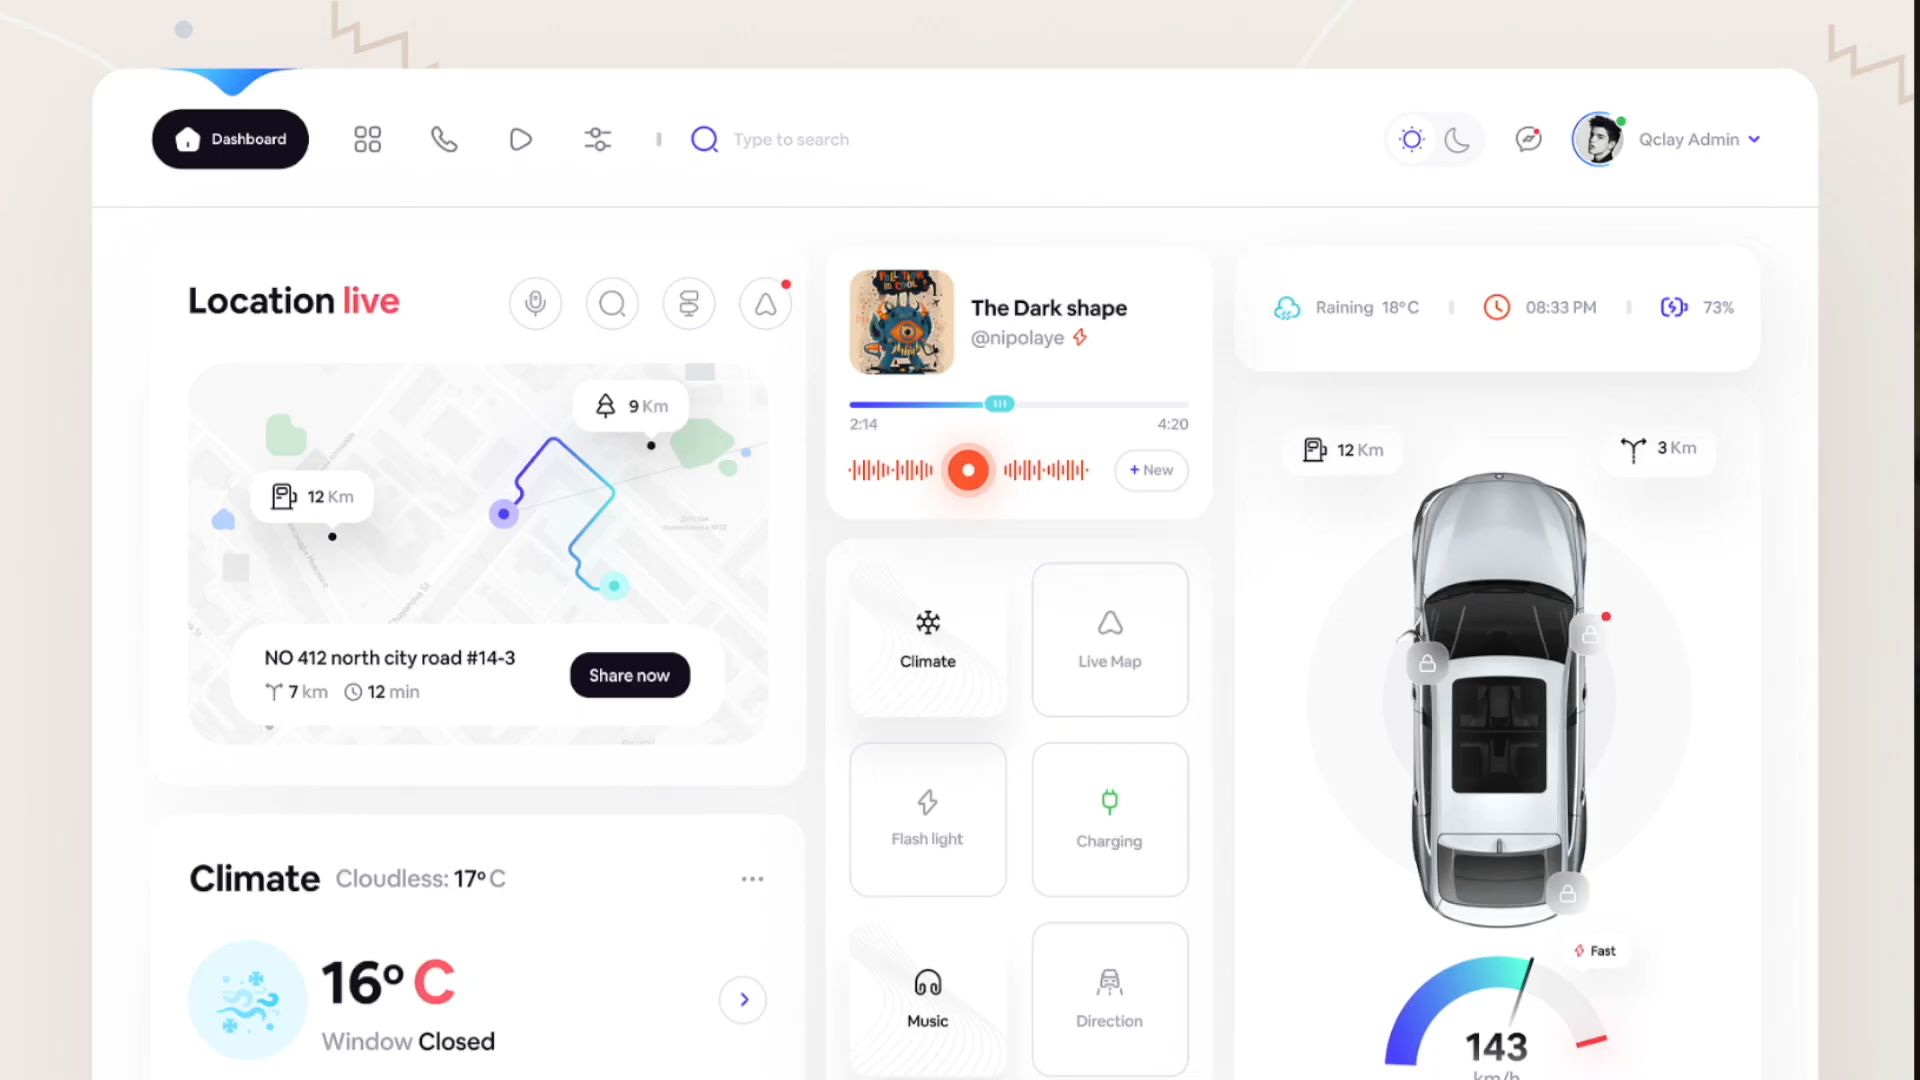 Dashboard
Type to search
Qclay Admin
Location live
9 Km
12 Km
Chayanova St
NO 412 north city road #14-3
7 km 12 min
Share now
Climate Cloudless: 17° C
16° C
Window Closed
The Dark shape
@nipolaye
2:14
4:20
+ New
Climate
Live Map
Flash light
Charging
Music
Direction
Raining 18° C
08:33 PM
73%
12 Km
3 Km
Fast
143
km/h